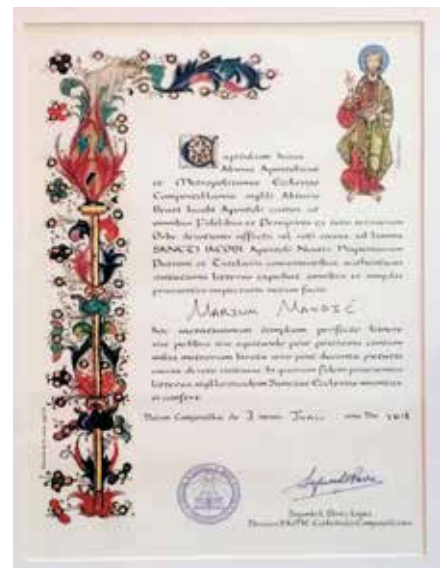 Capitulum huius
Almae Apostolicae
et Metropolitanae Ecclesiae
Compostellanae sigilli Altaris
Beati Iacobi Apostoli custos, ut
omnibus Fidelibus et Peregrinis ex toto terrarum
Orbe, devotionis affectu vel voti causa, ad limina
SANCTI IACOBI Apostoli Nostri Hispaniarum
Patroni et Tutelaris convenientibus, authenticas
visitationis litteras expediat, omnibus et singulis
praesentes inspecturis notum facit:
MARIUM MANDIĆ
hoc sacratissimum templum, perfecto itinere
sive pedibus sive equitando post postrema centum
milia metrorum, birota vero post ducenta, pietatis
causa, devote visitasse. In quorum fidem praesentes
litteras sigillo eiusdem Sanctae Ecclesiae munitas
ei confero.
Datum Compostellae die 3 mensis anno Dni 2018
Segundo L. Pérez López